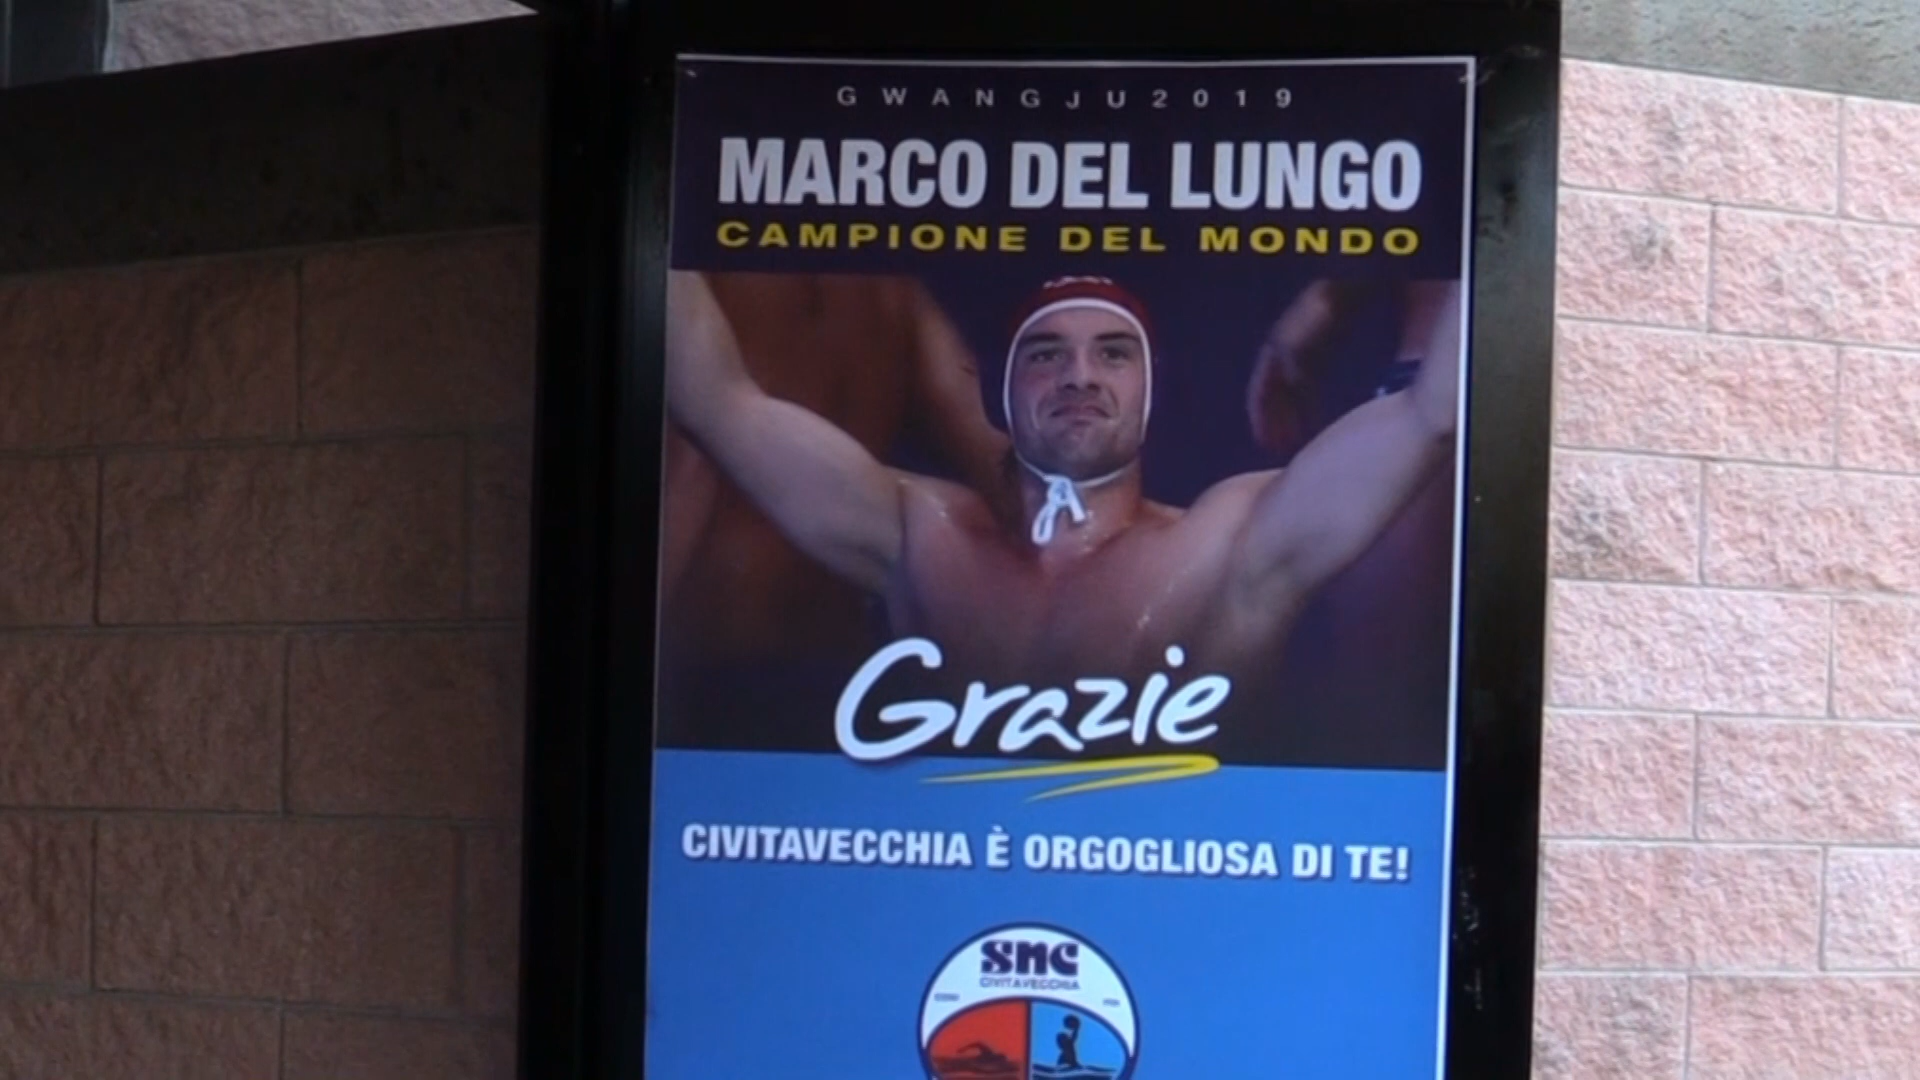 GWANGJU2019
MARCO DEL LUNGO
CAMPIONE DEL MONDO
Grazie
CIVITAVECCHIA È ORGOGLIOSA DI TE!
SNC
CIVITAVECCHIA